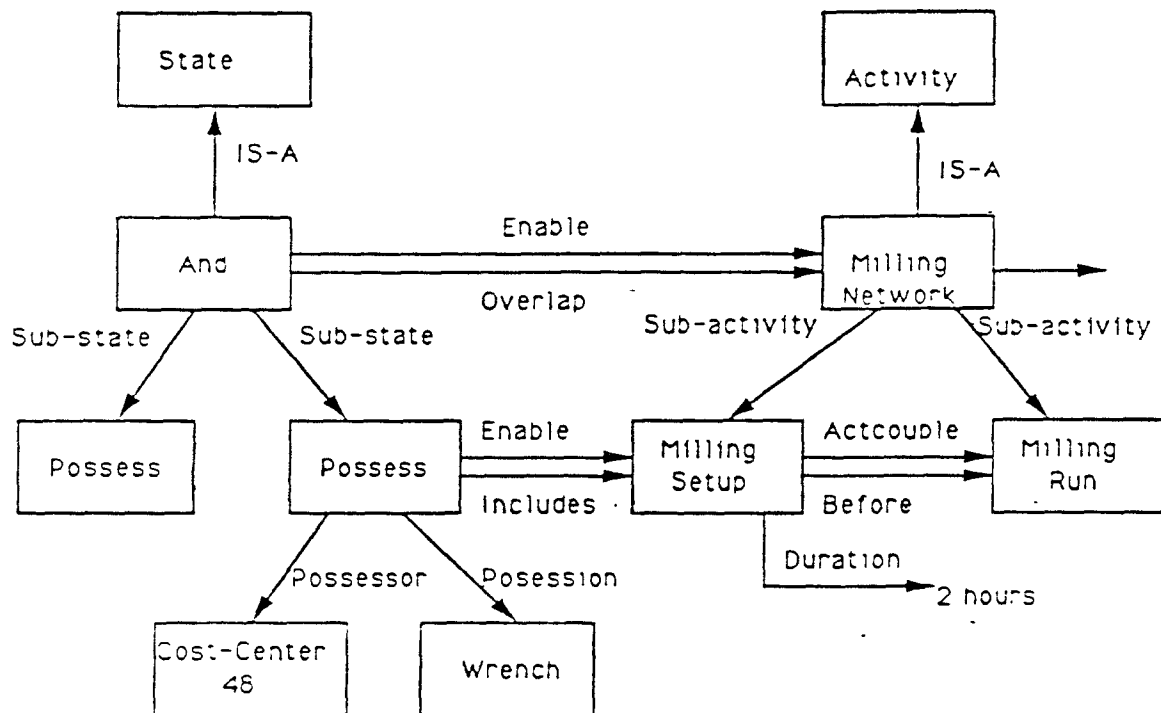 State
Activity
IS-A
IS-A
Enable
And
Milling
Network
Overlap
Sub-state
Sub-state
Sub-activity
Sub-activity
Possess
Possess
Enable
Includes
Milling
Setup
Actcouple
Before
Milling
Run
Duration
2 hours
Possessor
Posession
Cost-Center
48
Wrench